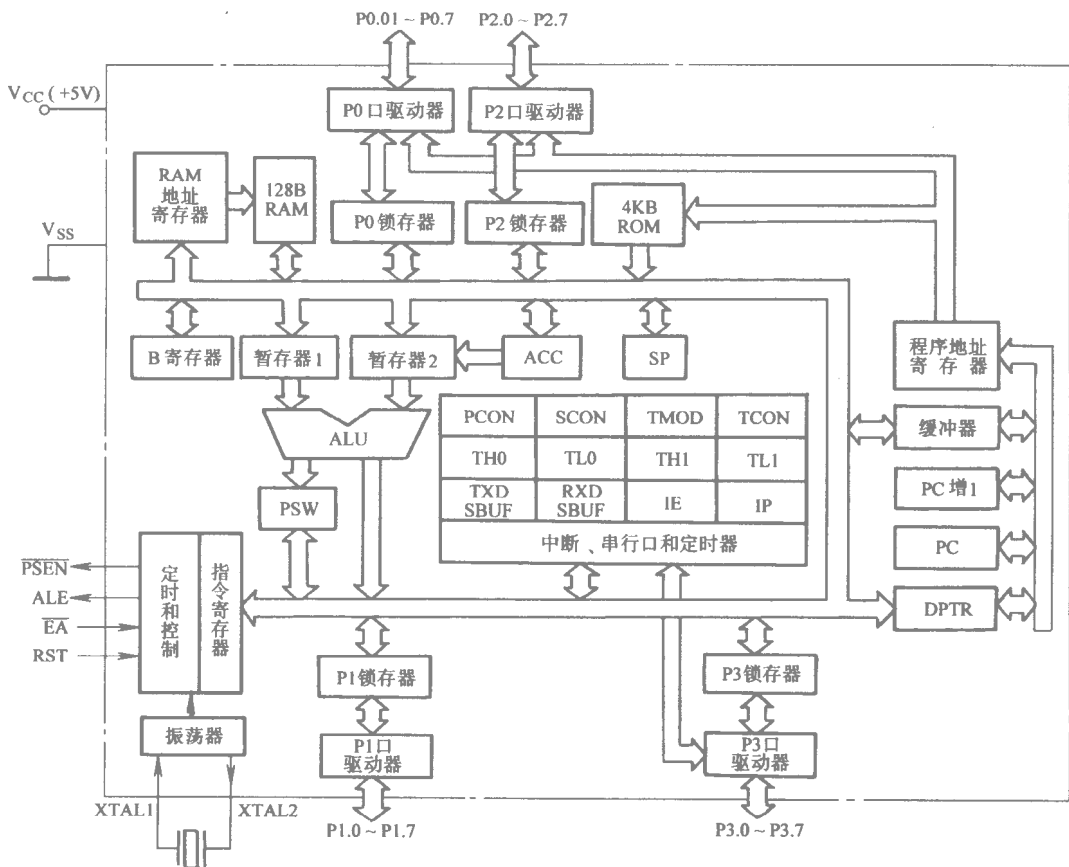 P0.01 ~ P0.7
P2.0 ~ P2.7
VCC ( +5V)
P0口驱动器
P2口驱动器
RAM
地址
寄存器
128B
RAM
P0 锁存器
P2 锁存器
4KB
ROM
VSS
B 寄存器
暂存器1
暂存器2
ACC
SP
程序地址
寄存器
ALU
PCON
SCON
TMOD
TCON
缓冲器
TH0
TL0
TH1
TL1
PC 增1
PSW
TXD
SBUF
RXD
SBUF
IE
IP
中断、串行口和定时器
PC
PSEN
ALE
EA
RST
定时和控制
指令寄存器
DPTR
P1锁存器
P3锁存器
振荡器
P1口
驱动器
P3口
驱动器
XTAL1
XTAL2
P1.0 ~ P1.7
P3.0 ~ P3.7